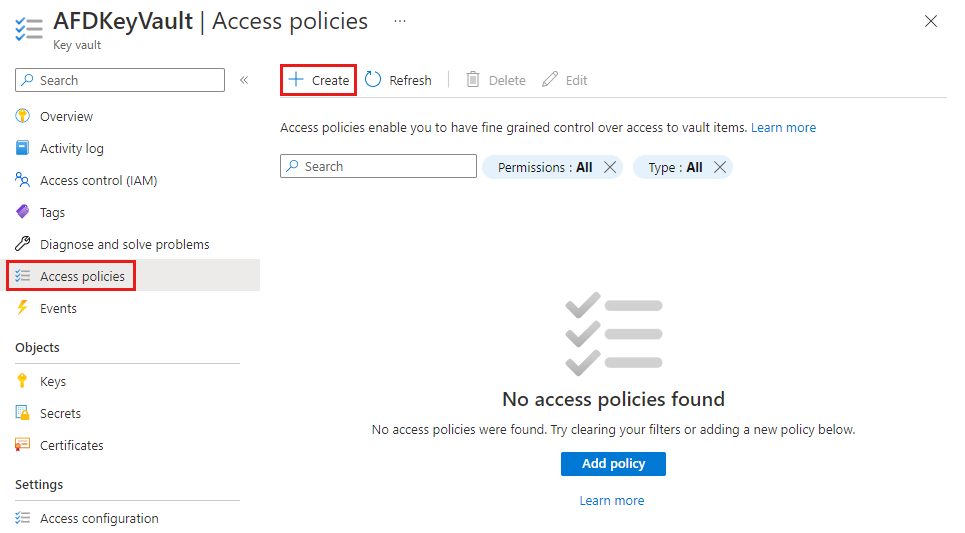 AFDKeyVault | Access policies ...
Key vault
Search «
Overview
Activity log
Access control (IAM)
Tags
Diagnose and solve problems
Access policies
Events
Objects
Keys
Secrets
Certificates
Settings
Access configuration
Create Refresh Delete Edit
Access policies enable you to have fine grained control over access to vault items. Learn more
Search Permissions : All Type : All
No access policies found
No access policies were found. Try clearing your filters or adding a new policy below.
Add policy
Learn more